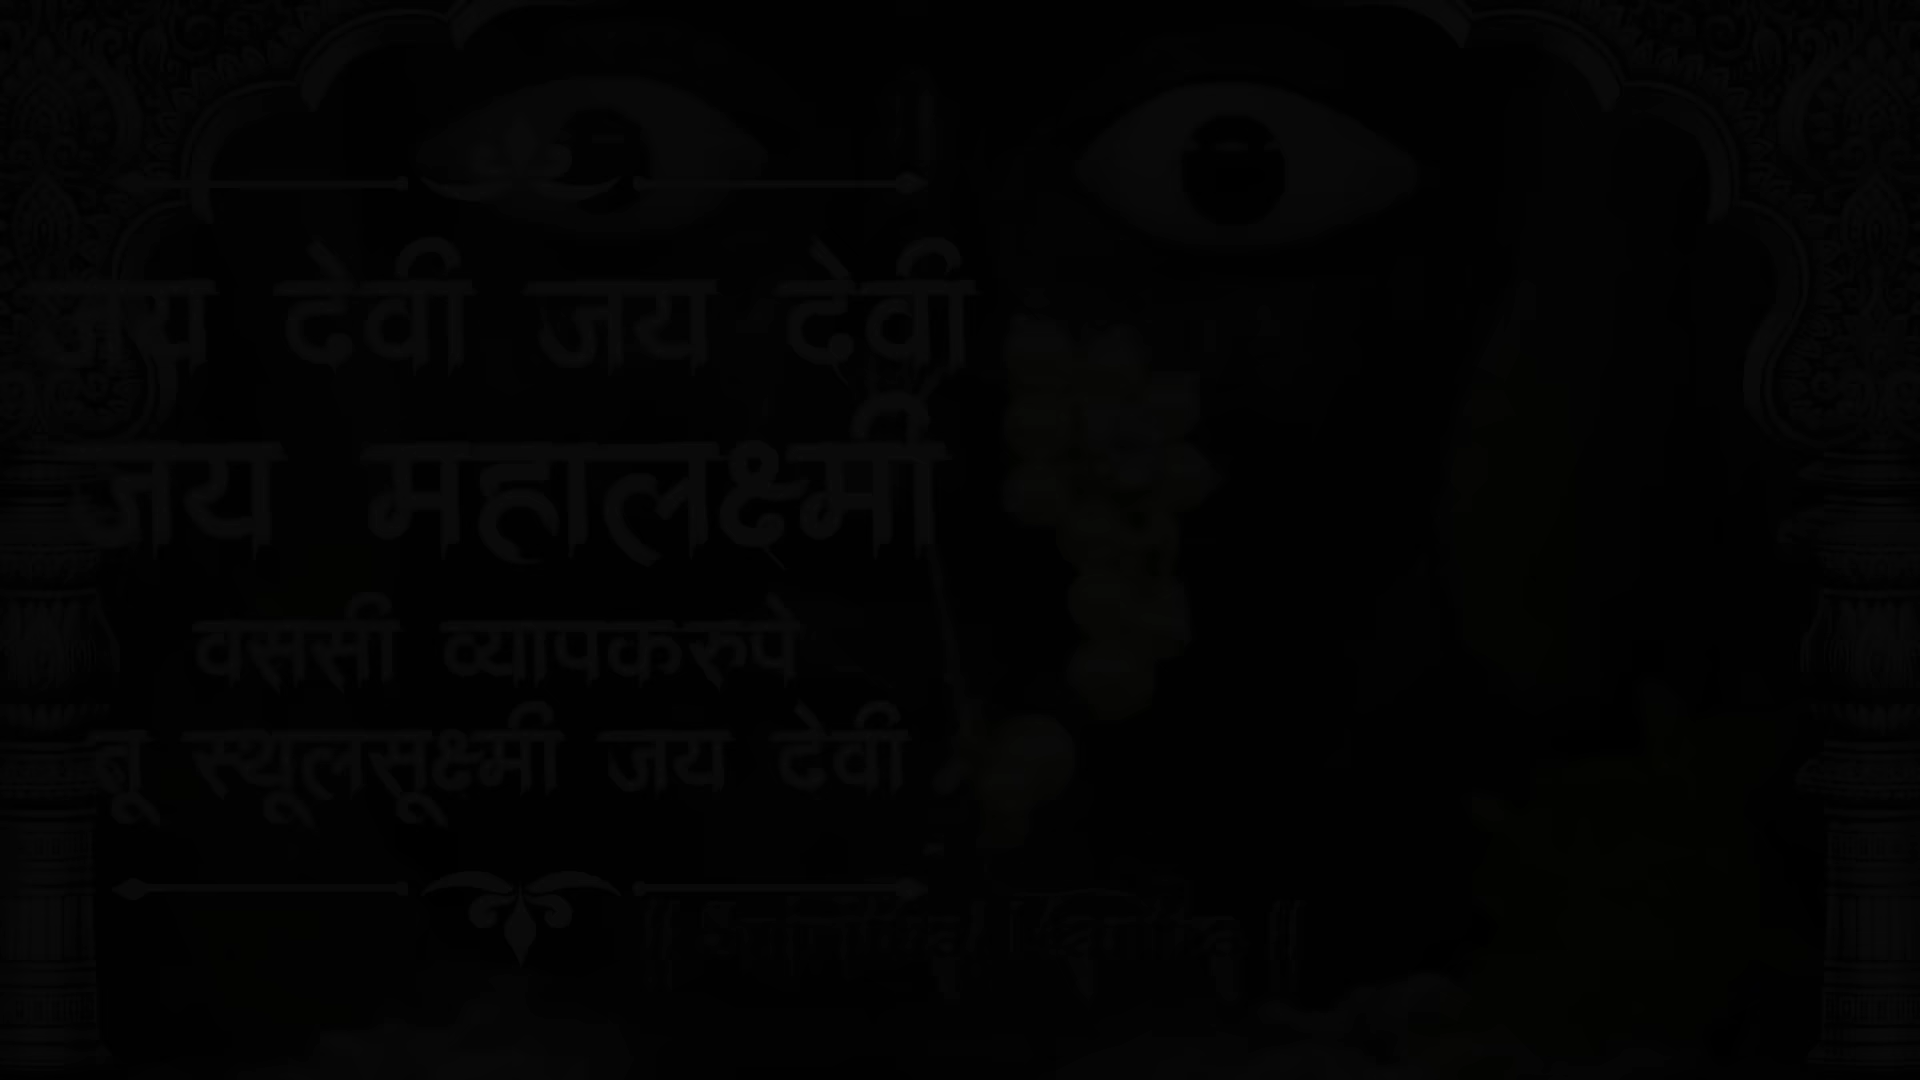 जय देवी जय देवी
जय महालक्ष्मी
वससी व्यापकरुपे
तू स्थूलसूक्ष्मी जय देवी